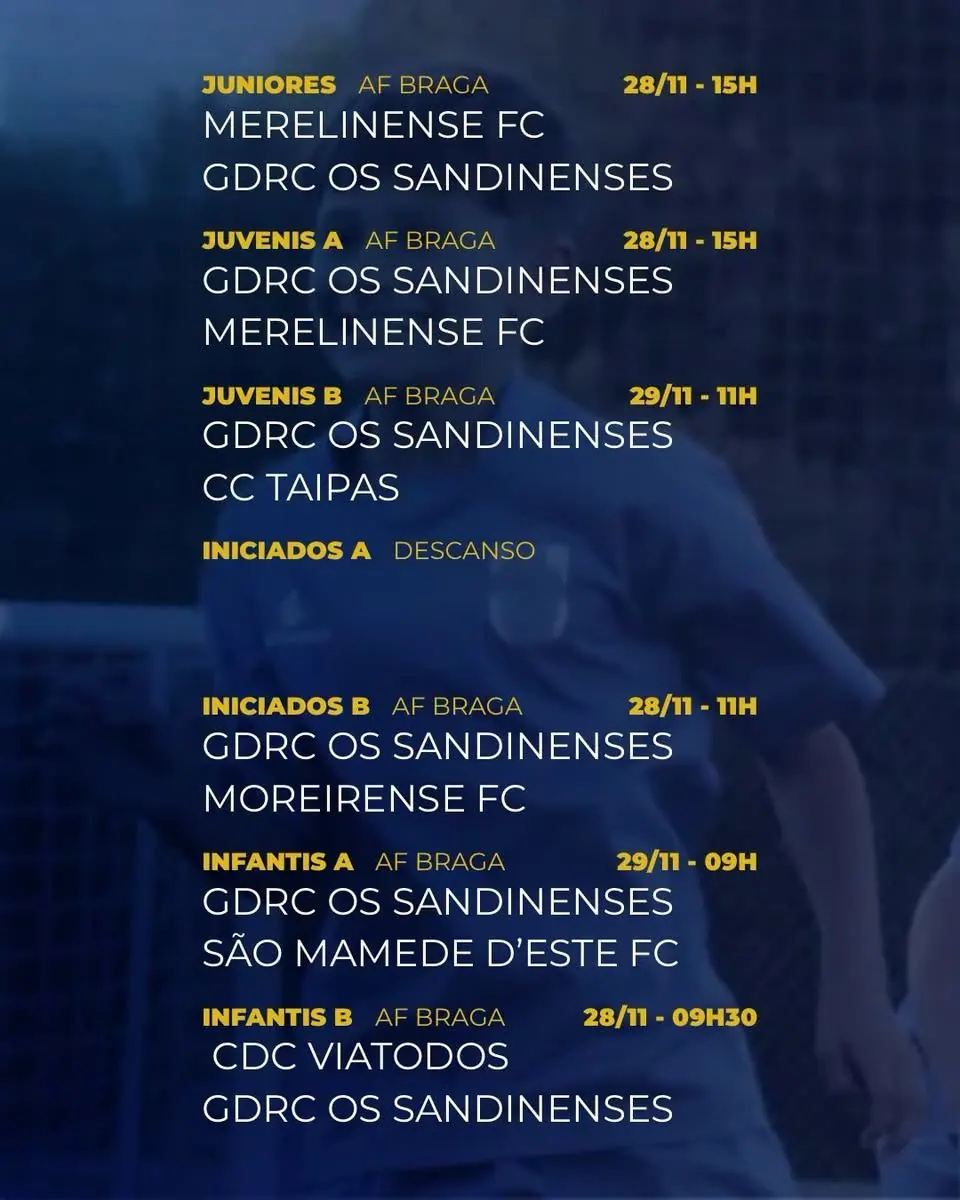 JUNIORES AF BRAGA 28/11 - 15H
MERELINENSE FC
GDRC OS SANDINENSES
JUVENIS A AF BRAGA 28/11 - 15H
GDRC OS SANDINENSES
MERELINENSE FC
JUVENIS B AF BRAGA 29/11 - 11H
GDRC OS SANDINENSES
CC TAIPAS
INICIADOS A DESCANSO
INICIADOS B AF BRAGA 28/11 - 11H
GDRC OS SANDINENSES
MOREIRENSE FC
INFANTIS A AF BRAGA 29/11 - 09H
GDRC OS SANDINENSES
SÃO MAMEDE D’ESTE FC
INFANTIS B AF BRAGA 28/11 - 09H30
CDC VIATODOS
GDRC OS SANDINENSES